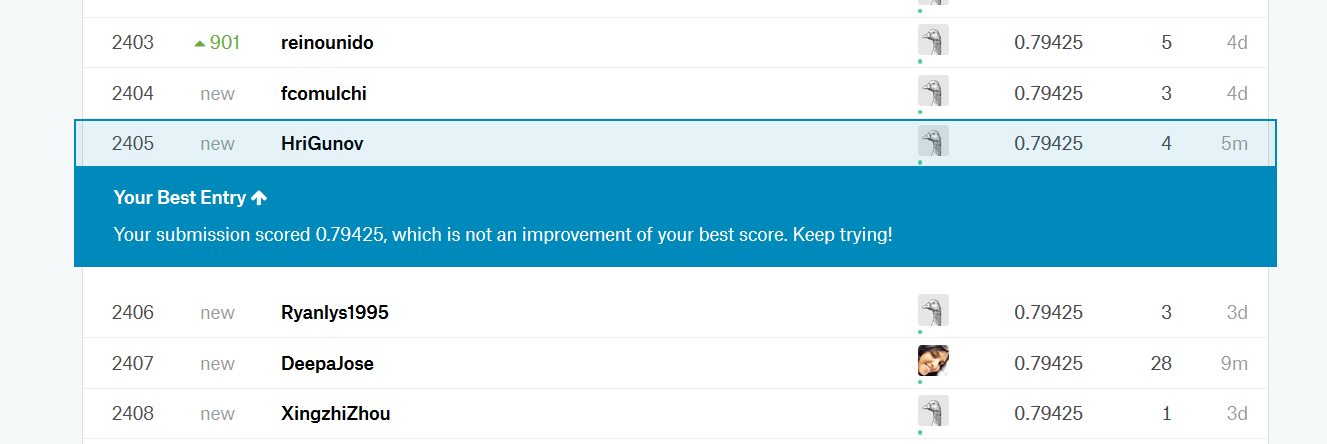 2403 901 reinounido 0.79425 5 4d
2404 new fcomulchi 0.79425 3 4d
2405 new HriGunov 0.79425 4 5m
Your Best Entry
Your submission scored 0.79425, which is not an improvement of your best score. Keep trying!
2406 new Ryanlys1995 0.79425 3 3d
2407 new DeepaJose 0.79425 28 9m
2408 new XingzhiZhou 0.79425 1 3d